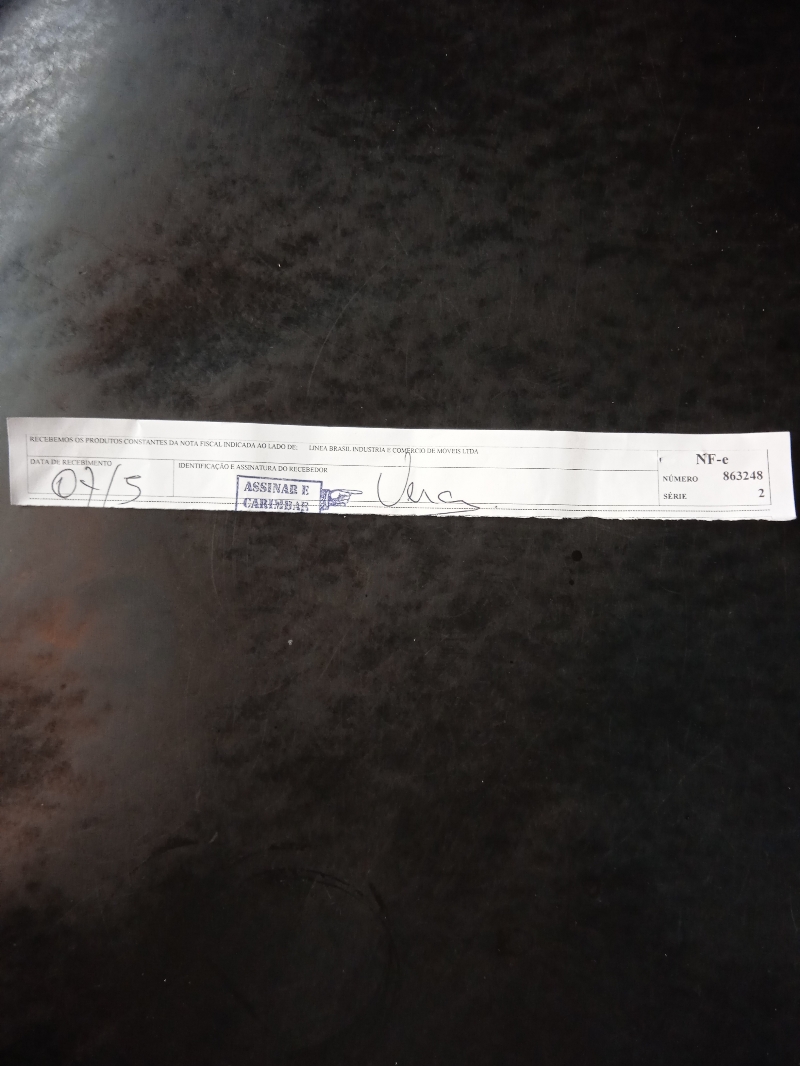 RECEBEMOS OS PRODUTOS CONSTANTES DA NOTA FISCAL INDICADA AO LADO DE: LINEA BRASIL INDUSTRIA E COMERCIO DE MOVEIS LTDA
DATA DE RECEBIMENTO
07/5
IDENTIFICAÇÃO E ASSINATURA DO RECEBEDOR
ASSINAR E
CARIMBAR
Vera
NF-e
NÚMERO 863248
SÉRIE 2